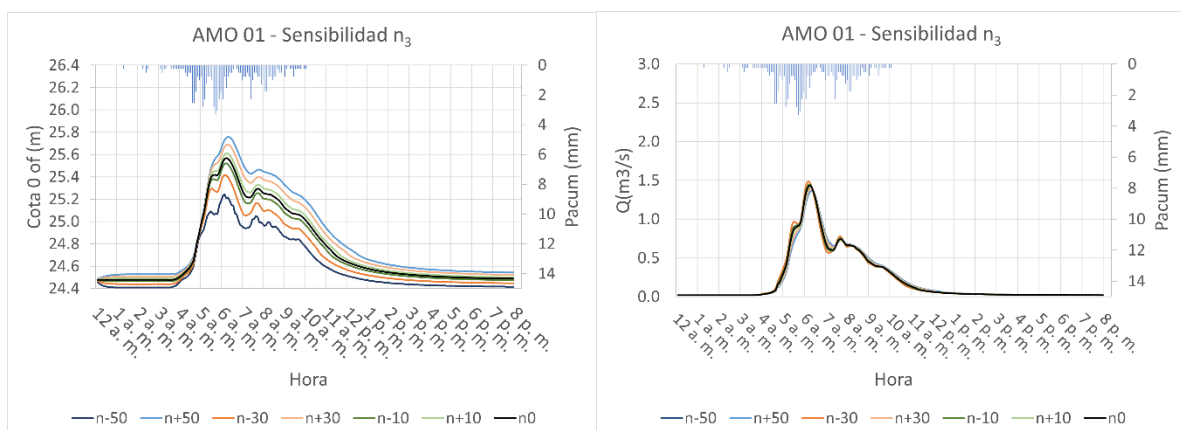 AMO 01 - Sensibilidad n3
Cota 0 of (m)
26.4
26.2
26.0
25.8
25.6
25.4
25.2
25.0
24.8
24.6
24.4
0
2
4
6
8
10
12
14
Pacum (mm)
12 a. m.
1 a. m.
2 a. m.
3 a. m.
4 a. m.
5 a. m.
6 a. m.
7 a. m.
8 a. m.
9 a. m.
10 a. m.
11 a. m.
12 p. m.
1 p. m.
2 p. m.
3 p. m.
4 p. m.
5 p. m.
6 p. m.
7 p. m.
8 p. m.
Hora
n-50 n+50 n-30 n+30 n-10 n+10 n0
AMO 01 - Sensibilidad n3
Q(m3/s)
3.0
2.5
2.0
1.5
1.0
0.5
0.0
0
2
4
6
8
10
12
14
Pacum (mm)
12 a. m.
1 a. m.
2 a. m.
3 a. m.
4 a. m.
5 a. m.
6 a. m.
7 a. m.
8 a. m.
9 a. m.
10 a. m.
11 a. m.
12 p. m.
1 p. m.
2 p. m.
3 p. m.
4 p. m.
5 p. m.
6 p. m.
7 p. m.
8 p. m.
Hora
n-50 n+50 n-30 n+30 n-10 n+10 n0